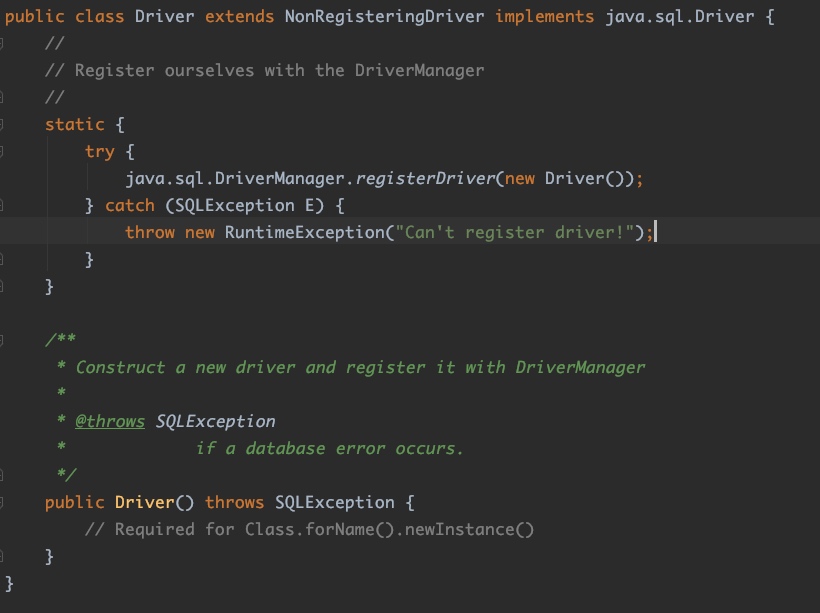 public class Driver extends NonRegisteringDriver implements java.sql.Driver {
    //
    // Register ourselves with the DriverManager
    //
    static {
        try {
            java.sql.DriverManager.registerDriver(new Driver());
        } catch (SQLException E) {
            throw new RuntimeException("Can't register driver!");
        }
    }

    /**
     * Construct a new driver and register it with DriverManager
     *
     * @throws SQLException
     *             if a database error occurs.
     */
    public Driver() throws SQLException {
        // Required for Class.forName().newInstance()
    }
}